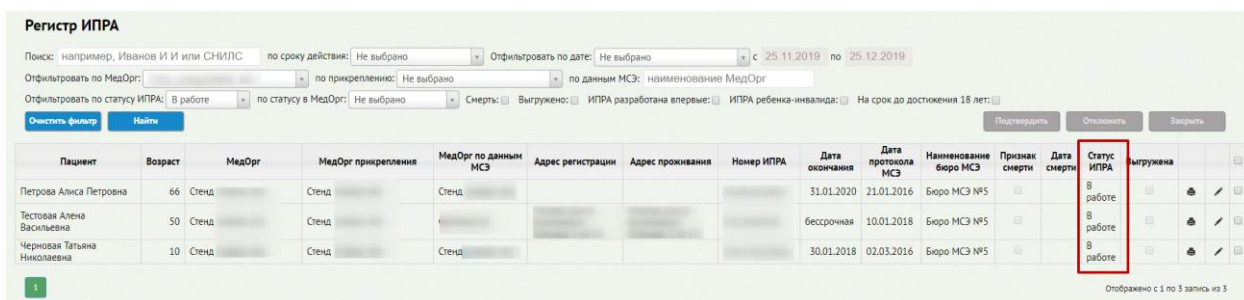 Регистр ИПРА
Поиск: например, Иванов И И или СНИЛС по сроку действия: Не выбрано Отфильтровать по дате: Не выбрано с 25.11.2019 по 25.12.2019
Отфильтровать по МедОрг: по прикреплению: Не выбрано по данным МСЭ: наименование МедОрг
Отфильтровать по статусу ИПРА: В работе по статусу в МедОрг: Не выбрано Смерть: Выгружено: ИПРА разработана впервые: ИПРА ребенка-инвалида: На срок до достижения 18 лет:
Очистить фильтр Найти Подтвердить Отклонить Закрыть
Пациент Возраст МедОрг МедОрг прикрепления МедОрг по данным МСЭ Адрес регистрации Адрес проживания Номер ИПРА Дата окончания Дата протокола МСЭ Наименование бюро МСЭ Признак смерти Дата смерти Статус ИПРА Выгружена
Петрова Алиса Петровна 66 Стенд Стенд Стенд 31.01.2020 21.01.2016 Бюро МСЭ №5 В работе
Тестовая Алена Васильевна 50 Стенд Стенд бессрочная 10.01.2018 Бюро МСЭ №5 В работе
Черновая Татьяна Николаевна 10 Стенд Стенд Стенд 30.01.2018 02.03.2016 Бюро МСЭ №5 В работе
1 Отображено с 1 по 3 запись из 3